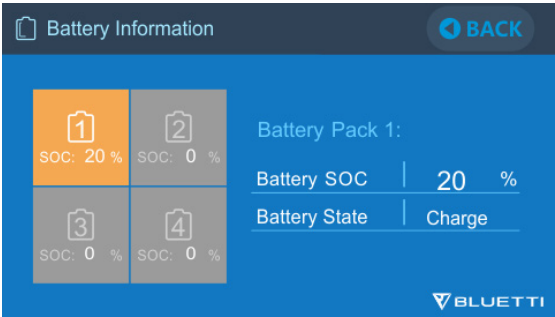 Battery Information
BACK
1
SOC: 20 %
2
SOC: 0 %
3
SOC: 0 %
4
SOC: 0 %
Battery Pack 1:
Battery SOC 20 %
Battery State Charge
BLUETTI